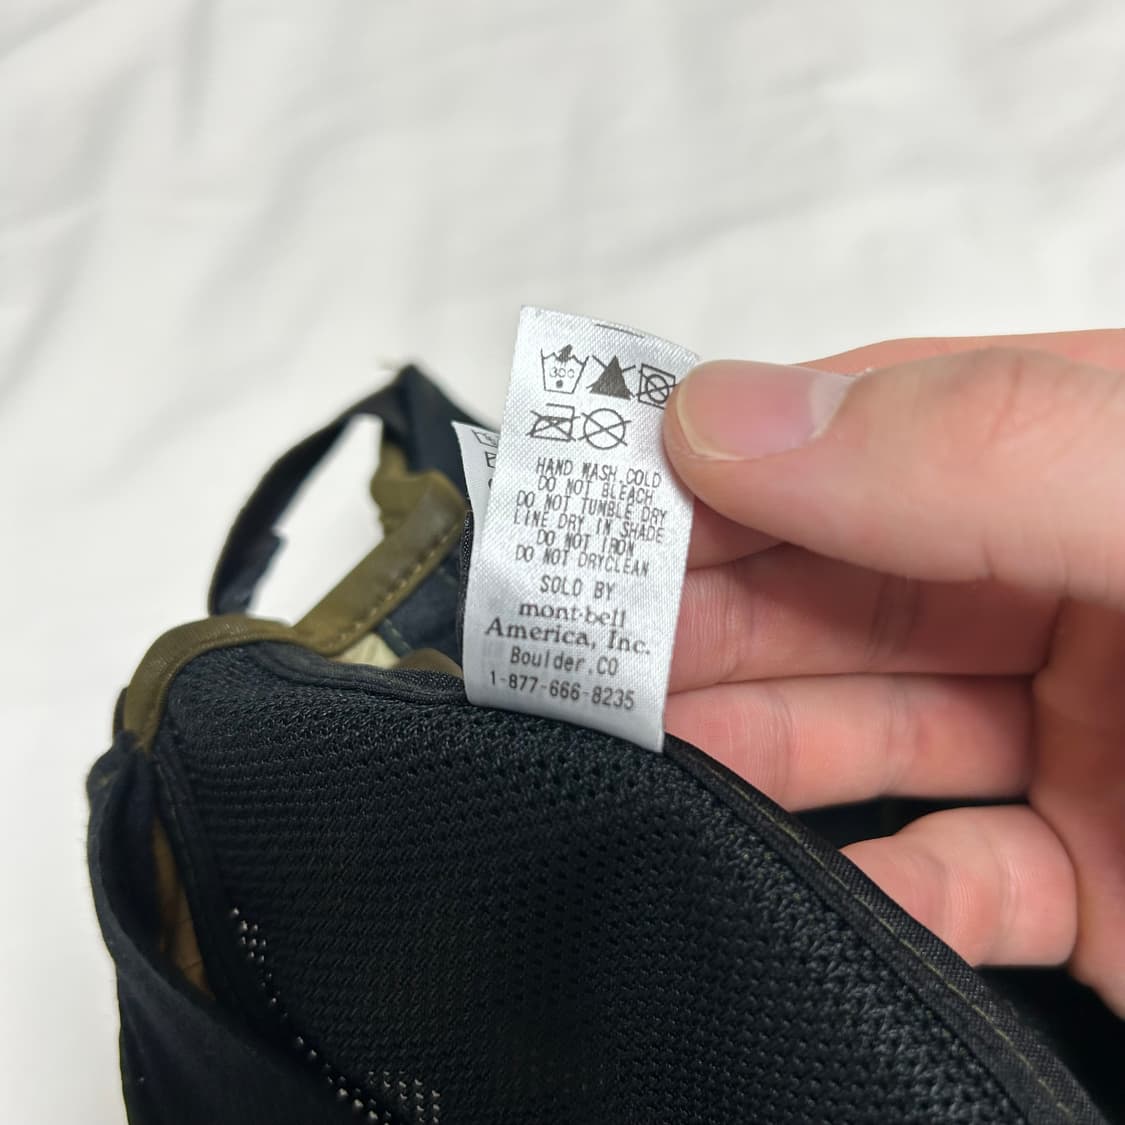 30C
HAND WASH COLD
DO NOT BLEACH
DO NOT TUMBLE DRY
LINE DRY IN SHADE
DO NOT IRON
DO NOT DRYCLEAN
SOLD BY
mont·bell
America, Inc.
Boulder,CO
1-877-666-8235